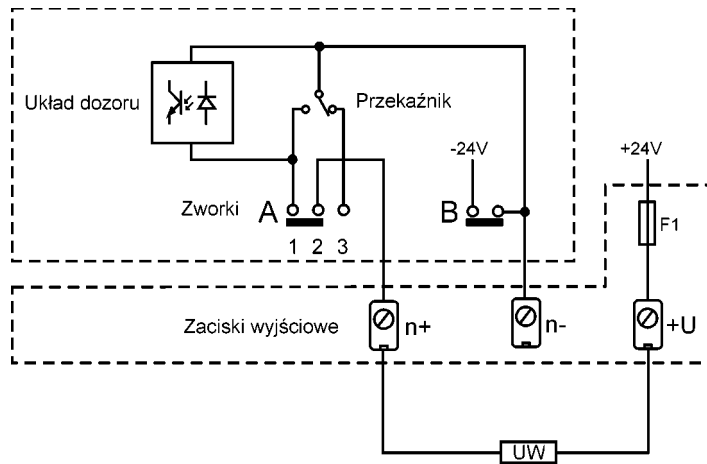 Układ dozoru
Przekaźnik
-24V
+24V
Zworki
A
B
F1
1 2 3
Zaciski wyjściowe
n+
n-
+U
UW